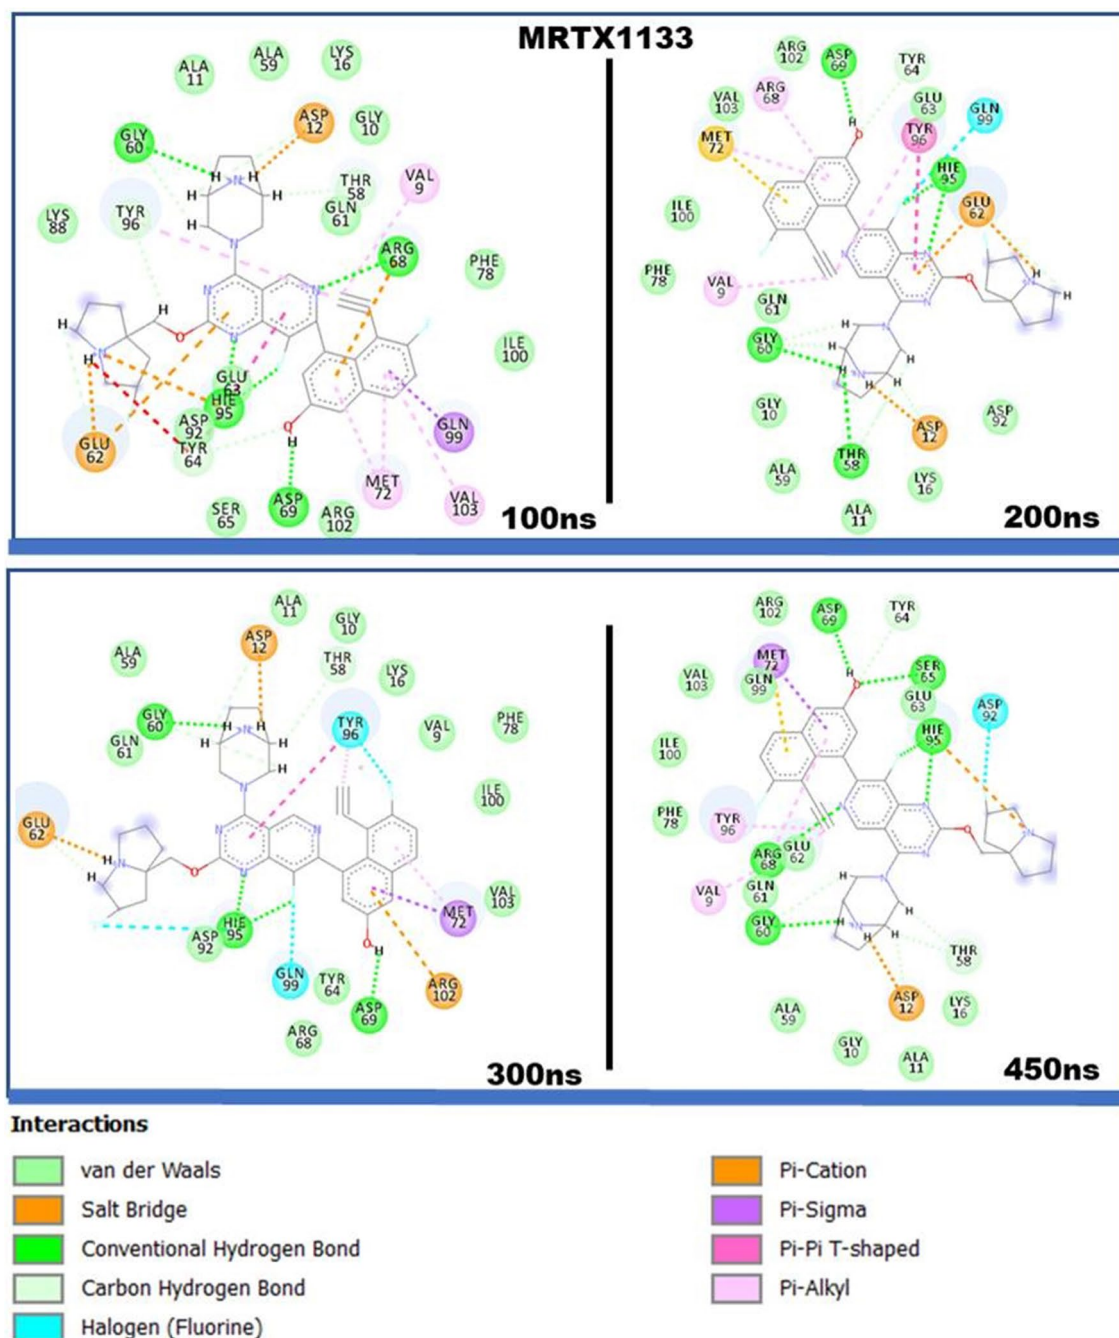 MRTX1133
ALA 11
ALA 59
LYS 16
ASP 12
GLY 10
GLY 60
VAL 9
THR 58
GLN 61
TYR 96
LYS 88
ARG 68
PHE 78
ILE 100
GLU 63
HIE 95
ASP 92
TYR 64
GLU 62
GLN 99
MET 72
VAL 103
SER 65
ASP 69
ARG 102
100ns
ARG 102
ASP 69
TYR 64
ARG 68
VAL 103
GLU 63
GLN 99
MET 72
TYR 96
HIE 95
ILE 100
GLU 62
PHE 78
VAL 9
GLN 61
GLY 60
GLY 10
ASP 12
ASP 92
THR 58
ALA 59
LYS 16
ALA 11
200ns
ALA 11
ASP 12
GLY 10
ALA 59
THR 58
LYS 16
GLY 60
GLN 61
TYR 96
VAL 9
PHE 78
ILE 100
GLU 62
VAL 103
MET 72
HIE 95
ASP 92
GLN 99
TYR 64
ARG 102
ASP 69
ARG 68
300ns
ARG 102
ASP 69
TYR 64
MET 72
SER 65
VAL 103
GLN 99
GLU 63
ASP 92
HIE 95
ILE 100
PHE 78
TYR 96
ARG 68
GLU 62
VAL 9
GLN 61
GLY 60
THR 58
ASP 12
LYS 16
ALA 59
GLY 10
ALA 11
450ns
Interactions
van der Waals
Salt Bridge
Conventional Hydrogen Bond
Carbon Hydrogen Bond
Halogen (Fluorine)
Pi-Cation
Pi-Sigma
Pi-Pi T-shaped
Pi-Alkyl